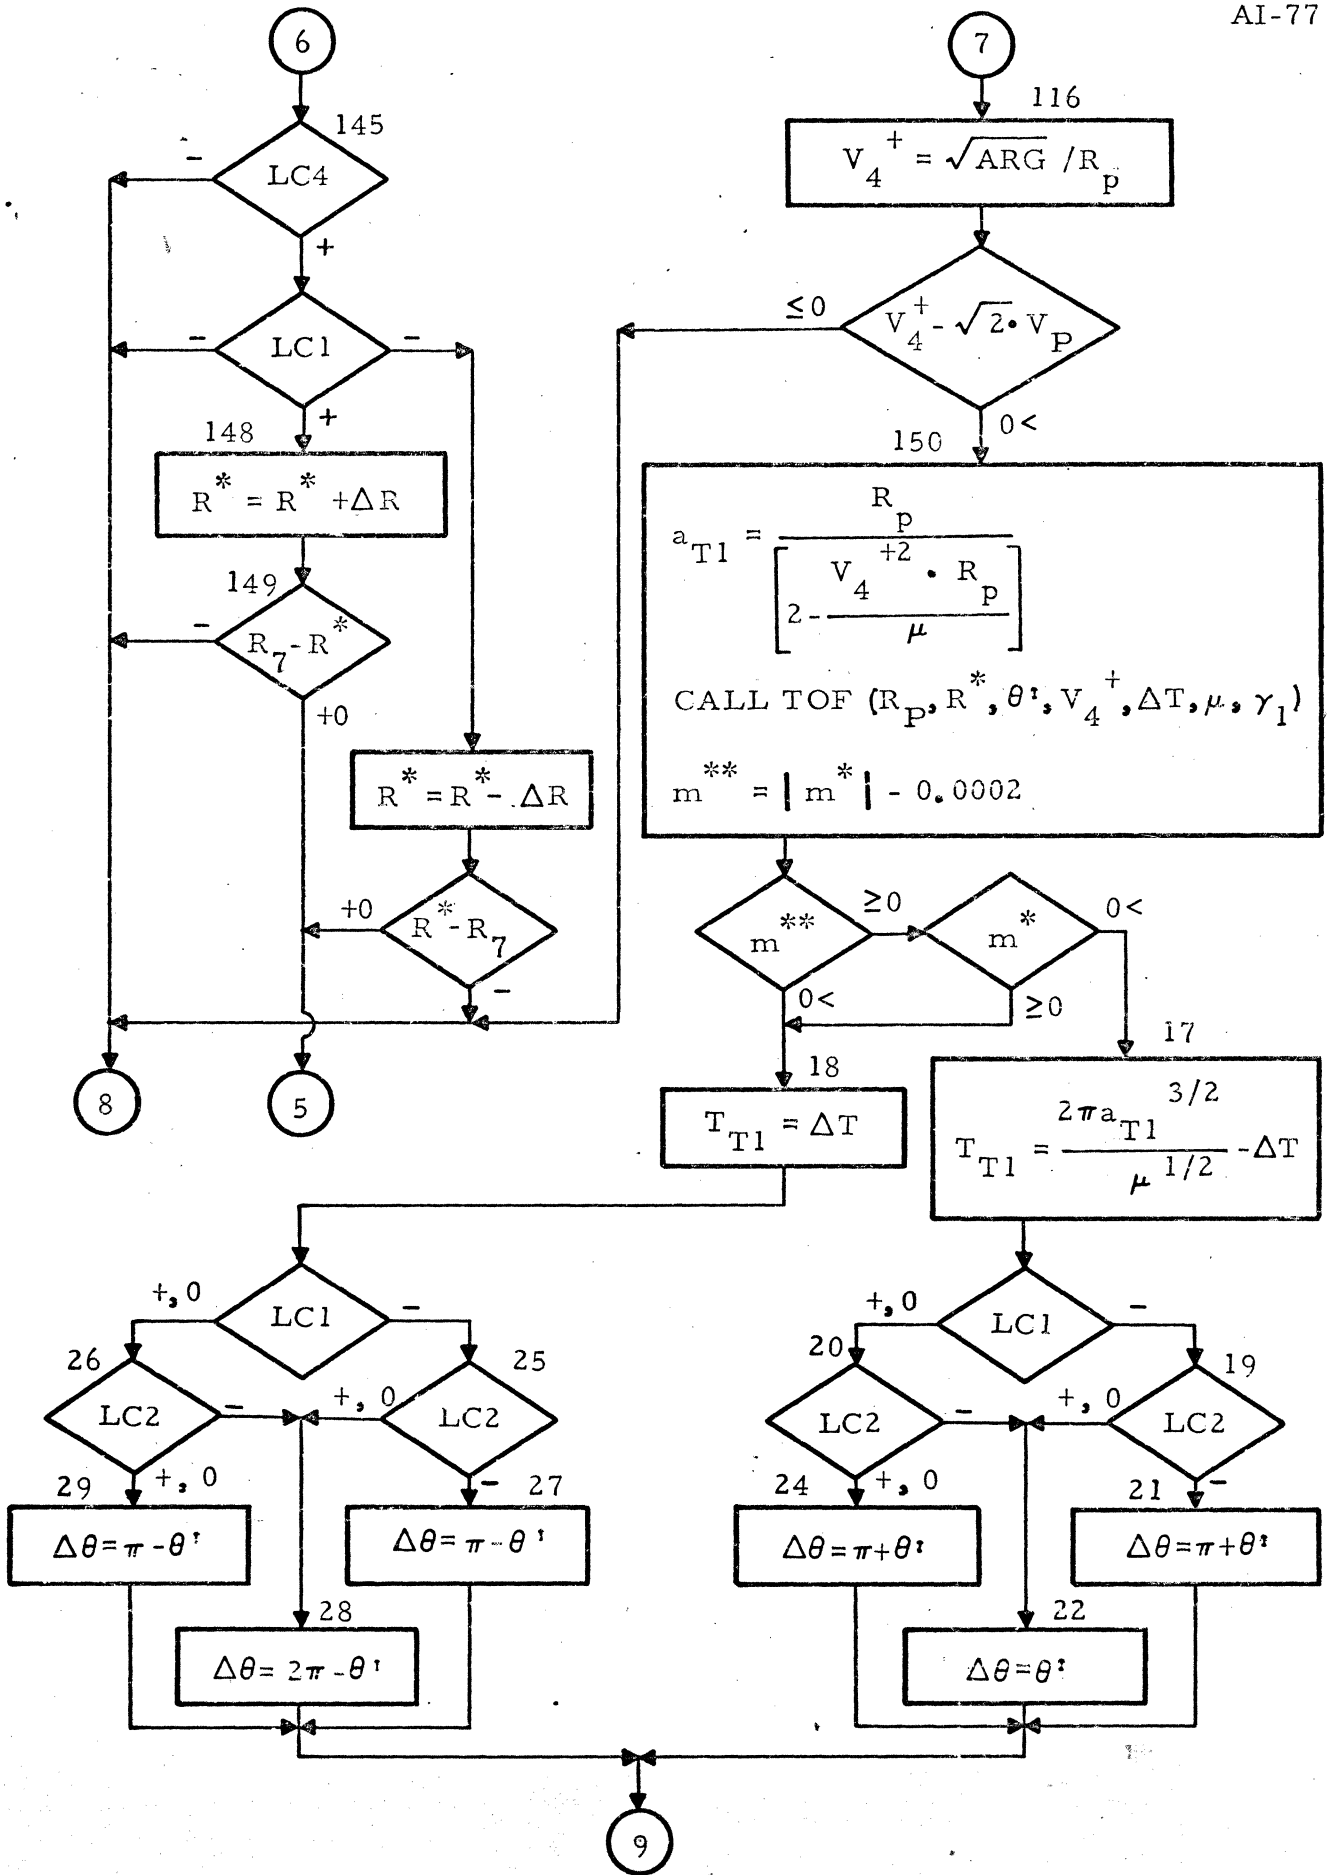 AI-77
6
145
LC4
-
+
LC1
-
-
+
148
R* = R* + ΔR
149
R7 - R*
-
+0
R* = R* - ΔR
R* - R7
+0
-
8
5
7
116
V4+ = √ARG / Rp
V4+ - √2 · VP
≤0
0<
150
aT1 = Rp / [2 - V4+2 · Rp / μ]
CALL TOF (RP, R*, θ', V4+, ΔT, μ, γ1)
m** = | m* | - 0.0002
m**
≥0
0<
m*
0<
≥0
18
TT1 = ΔT
17
TT1 = 2πaT1 3/2 / μ 1/2 - ΔT
LC1
+, 0
-
26
LC2
-
+, 0
25
LC2
+, 0
-
29
Δθ = π - θ'
27
Δθ = π - θ'
28
Δθ = 2π - θ'
LC1
+, 0
-
20
LC2
-
+, 0
19
LC2
+, 0
-
24
Δθ = π + θ'
21
Δθ = π + θ'
22
Δθ = θ'
9